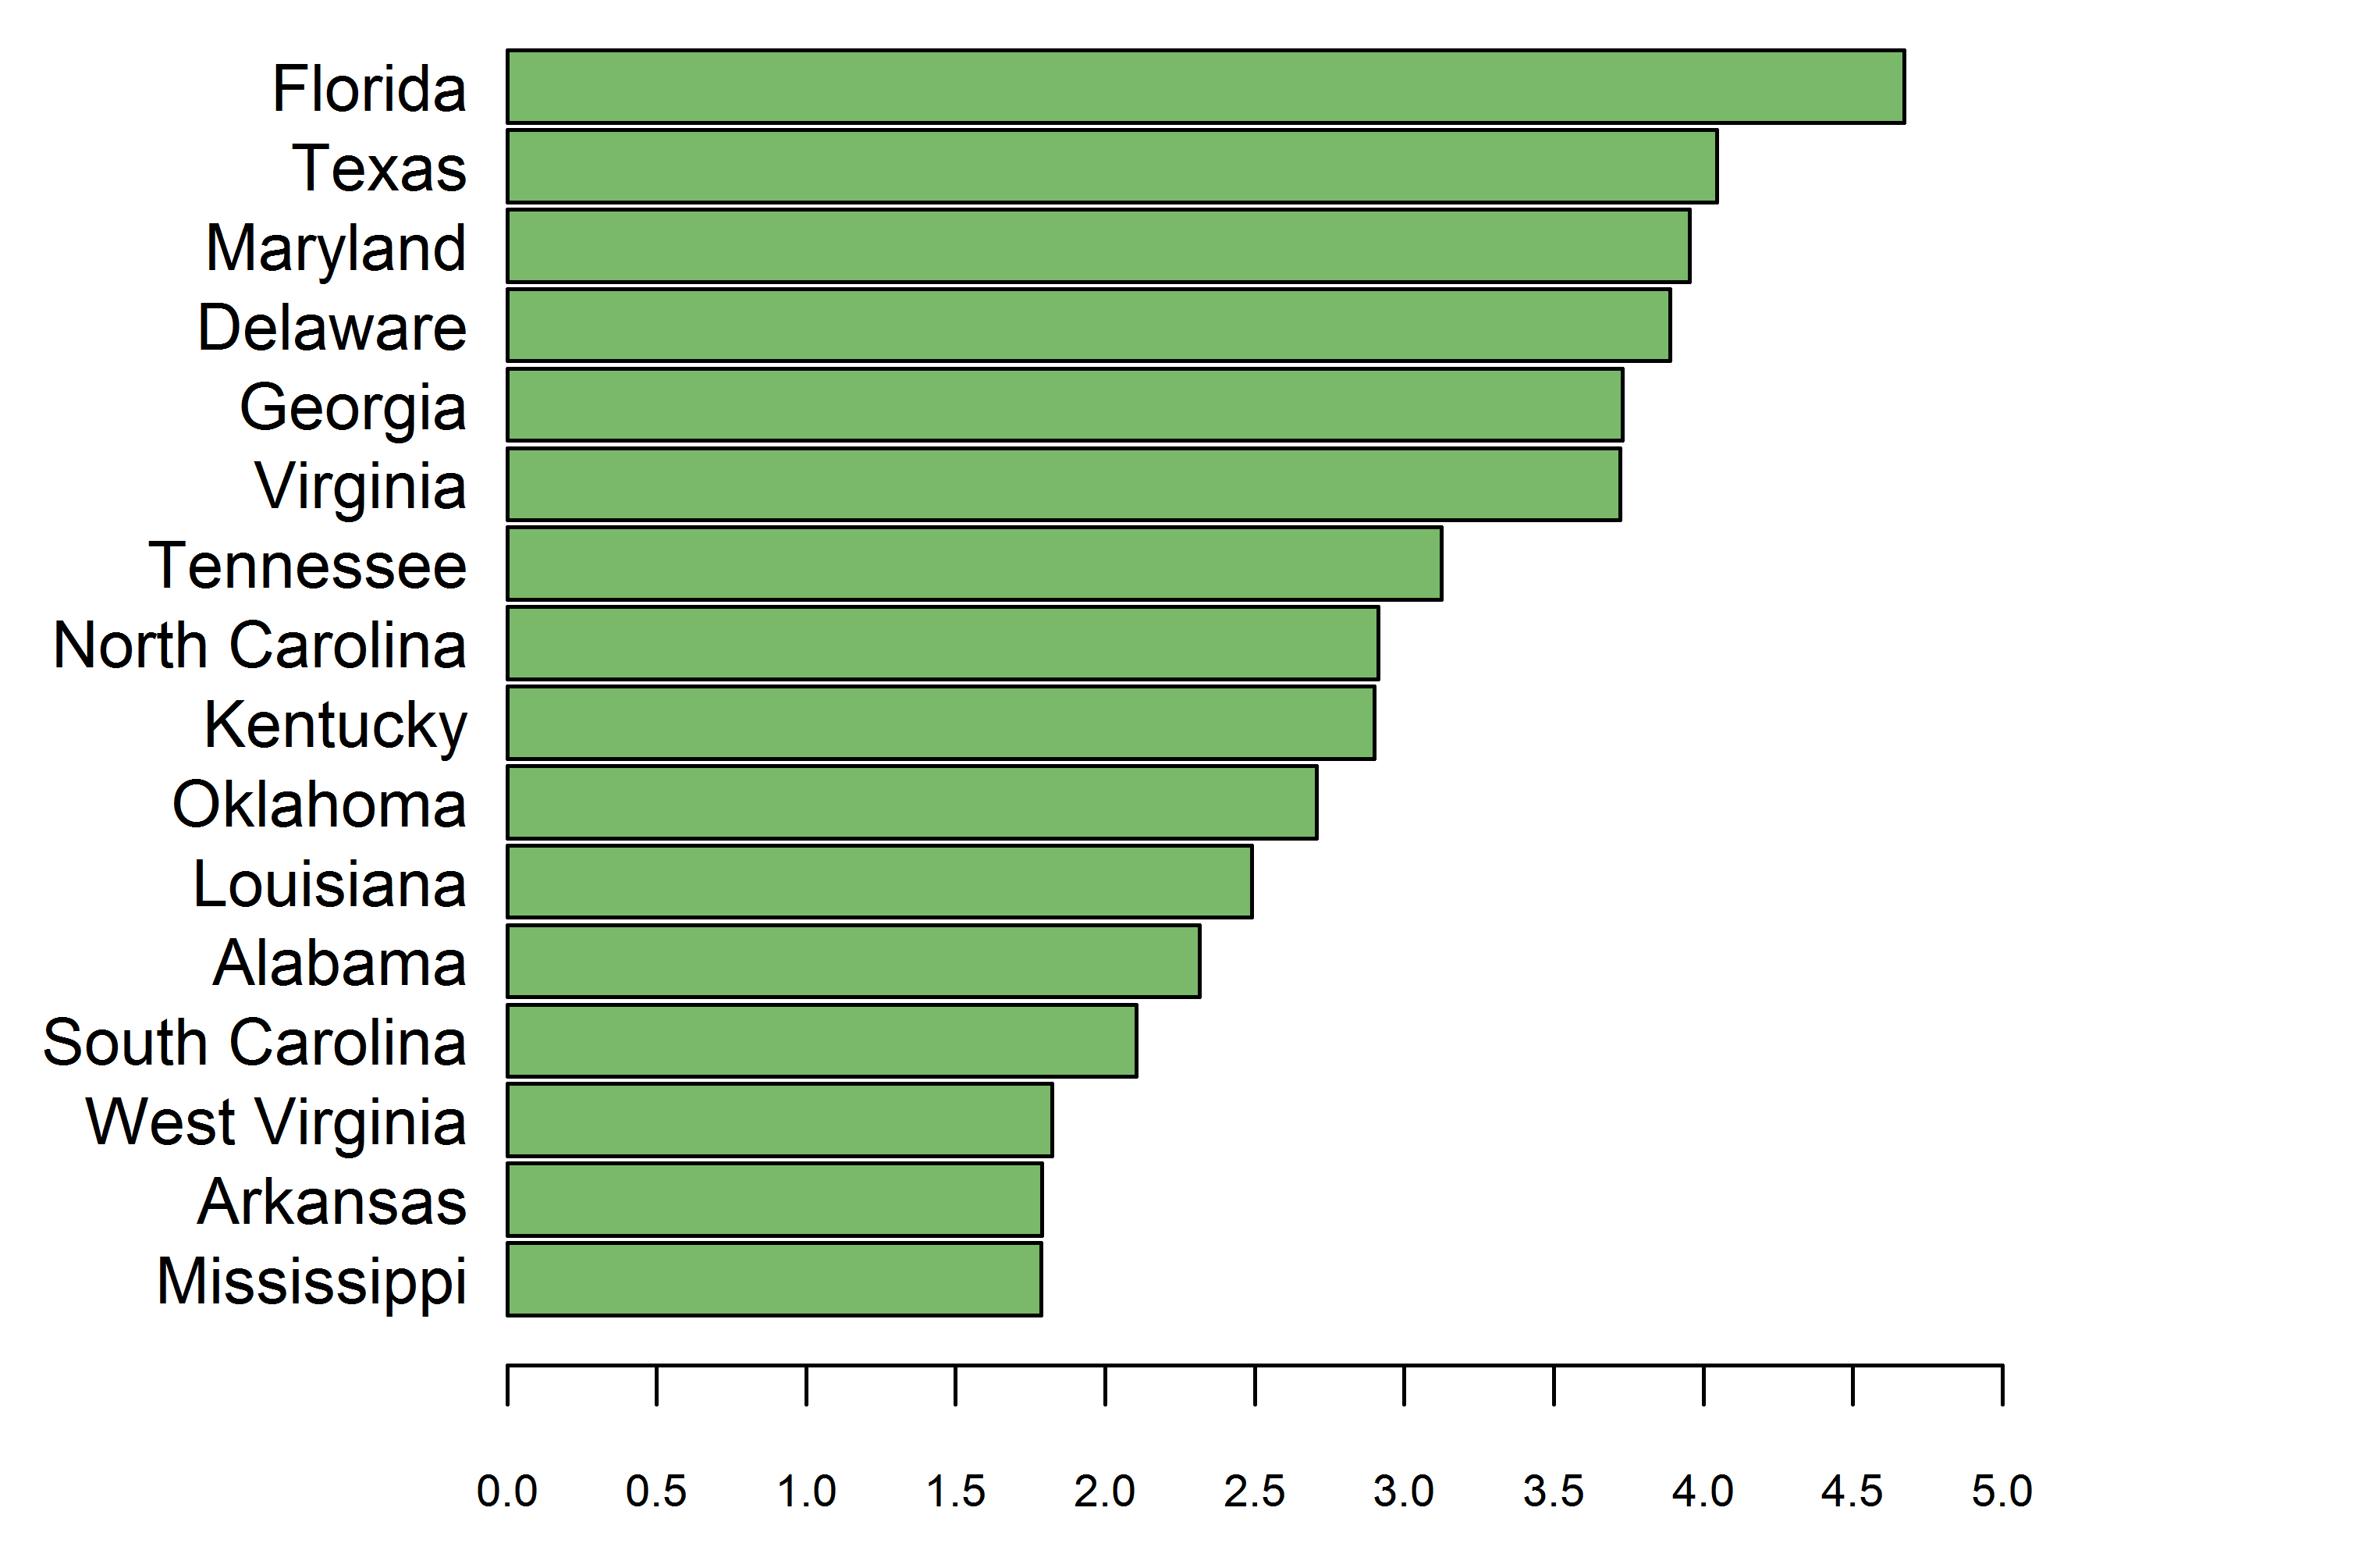 Florida
Texas
Maryland
Delaware
Georgia
Virginia
Tennessee
North Carolina
Kentucky
Oklahoma
Louisiana
Alabama
South Carolina
West Virginia
Arkansas
Mississippi
0.0 0.5 1.0 1.5 2.0 2.5 3.0 3.5 4.0 4.5 5.0